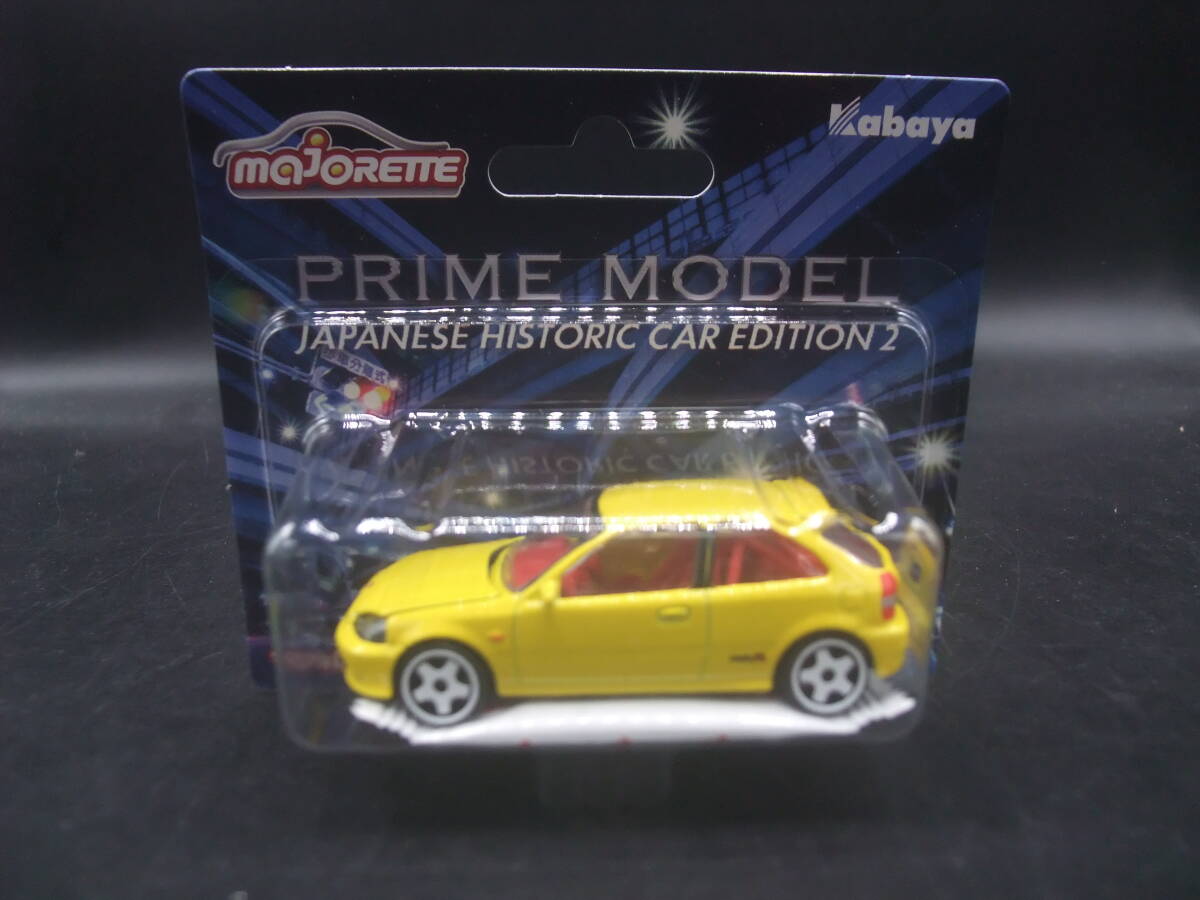 majORETTE
Kabaya
PRIME MODEL
JAPANESE HISTORIC CAR EDITION 2